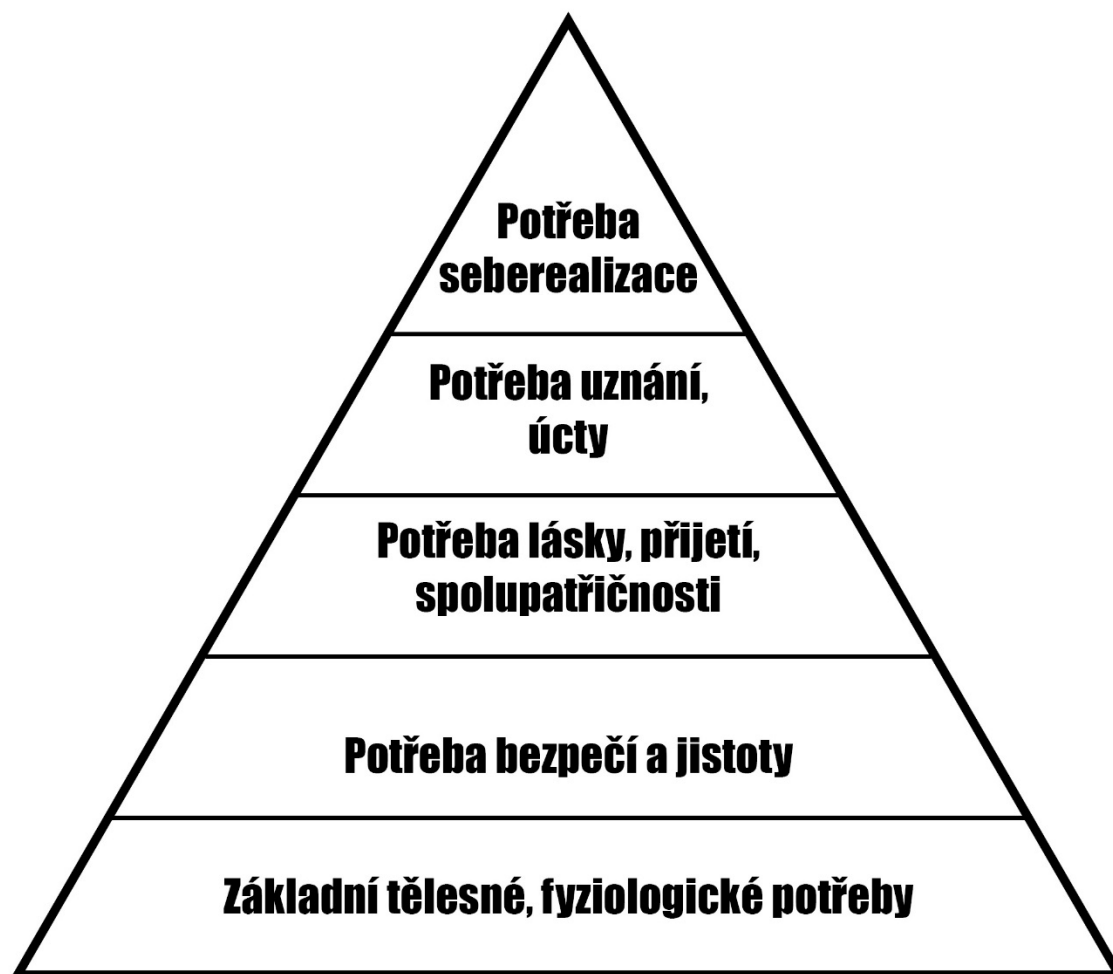 Potřeba
seberealizace
Potřeba uznání,
úcty
Potřeba lásky, přijetí,
spolupatřičnosti
Potřeba bezpečí a jistoty
Základní tělesné, fyziologické potřeby